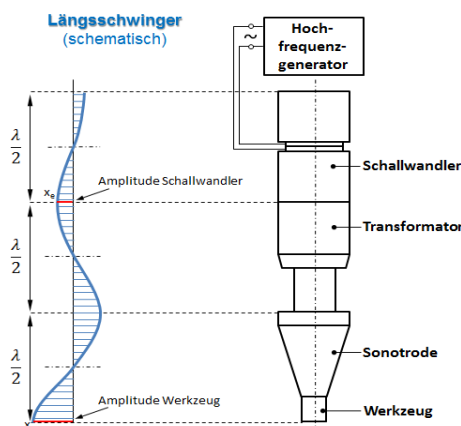 Längsschwinger
(schematisch)
Hoch-
frequenz-
generator
~
λ
2
xe
Amplitude Schallwandler
Schallwandler
λ
2
Transformator
λ
2
Sonotrode
Amplitude Werkzeug
Werkzeug